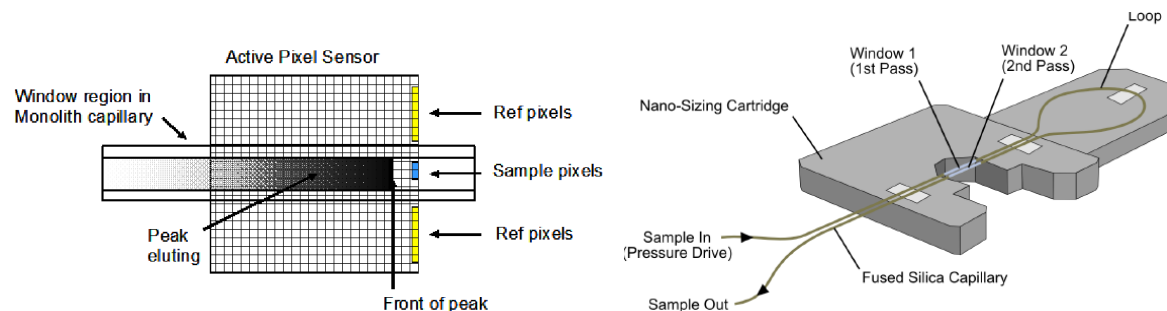 Active Pixel Sensor
Window region in
Monolith capillary
Ref pixels
Sample pixels
Ref pixels
Peak
eluting
Front of peak
Loop
Window 1
(1st Pass)
Window 2
(2nd Pass)
Nano-Sizing Cartridge
Sample In
(Pressure Drive)
Fused Silica Capillary
Sample Out